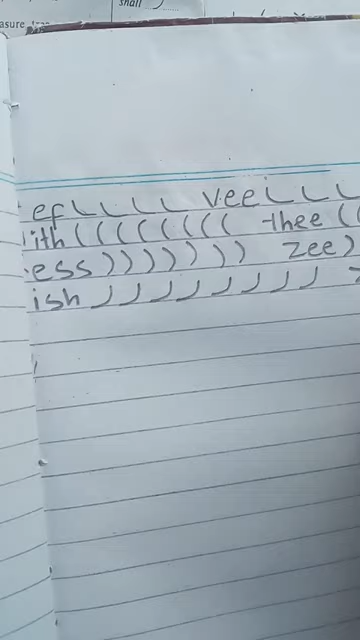 shall
asure
ef Vee
ith thee
ess zee
ish